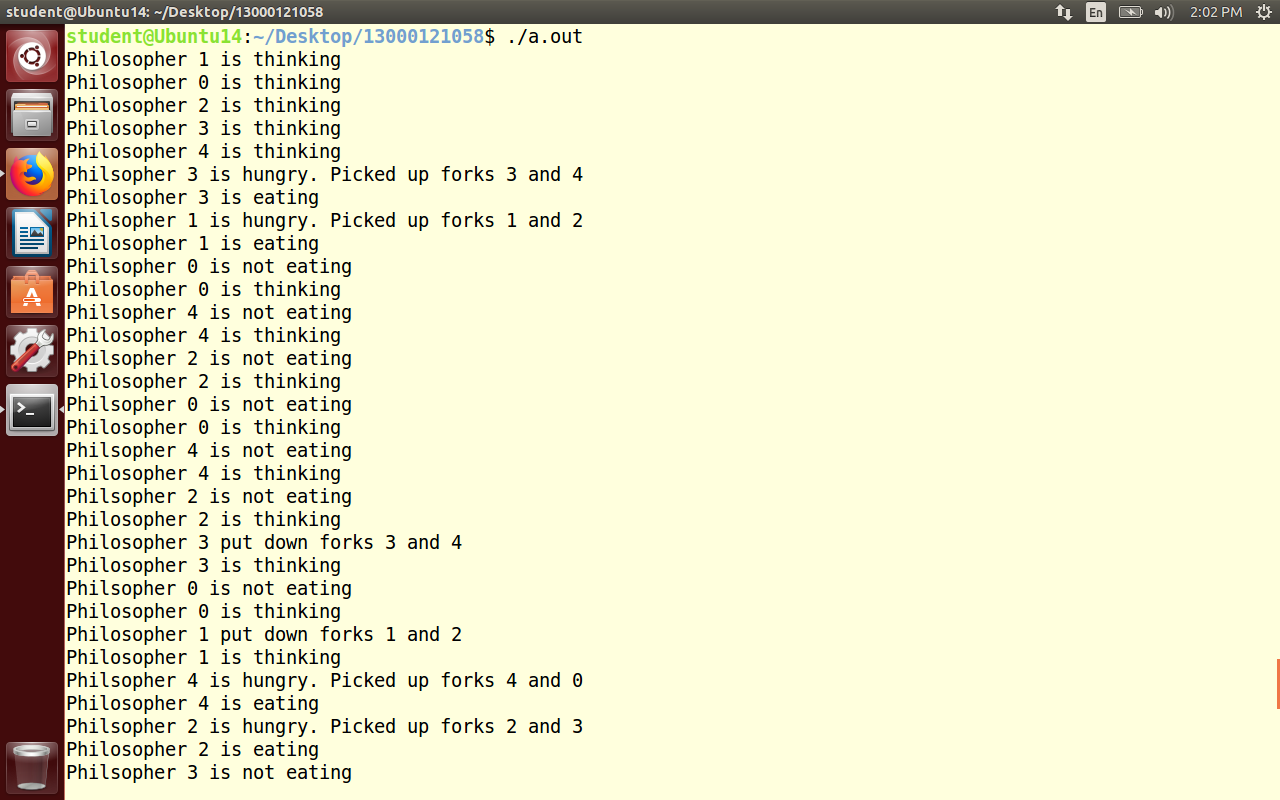 student@Ubuntu14: ~/Desktop/13000121058
En
2:02 PM
student@Ubuntu14:~/Desktop/13000121058$ ./a.out
Philosopher 1 is thinking
Philosopher 0 is thinking
Philosopher 2 is thinking
Philosopher 3 is thinking
Philosopher 4 is thinking
Philsopher 3 is hungry. Picked up forks 3 and 4
Philosopher 3 is eating
Philsopher 1 is hungry. Picked up forks 1 and 2
Philosopher 1 is eating
Philsopher 0 is not eating
Philosopher 0 is thinking
Philsopher 4 is not eating
Philosopher 4 is thinking
Philsopher 2 is not eating
Philosopher 2 is thinking
Philsopher 0 is not eating
Philosopher 0 is thinking
Philsopher 4 is not eating
Philosopher 4 is thinking
Philsopher 2 is not eating
Philosopher 2 is thinking
Philosopher 3 put down forks 3 and 4
Philosopher 3 is thinking
Philsopher 0 is not eating
Philosopher 0 is thinking
Philosopher 1 put down forks 1 and 2
Philosopher 1 is thinking
Philsopher 4 is hungry. Picked up forks 4 and 0
Philosopher 4 is eating
Philsopher 2 is hungry. Picked up forks 2 and 3
Philosopher 2 is eating
Philsopher 3 is not eating